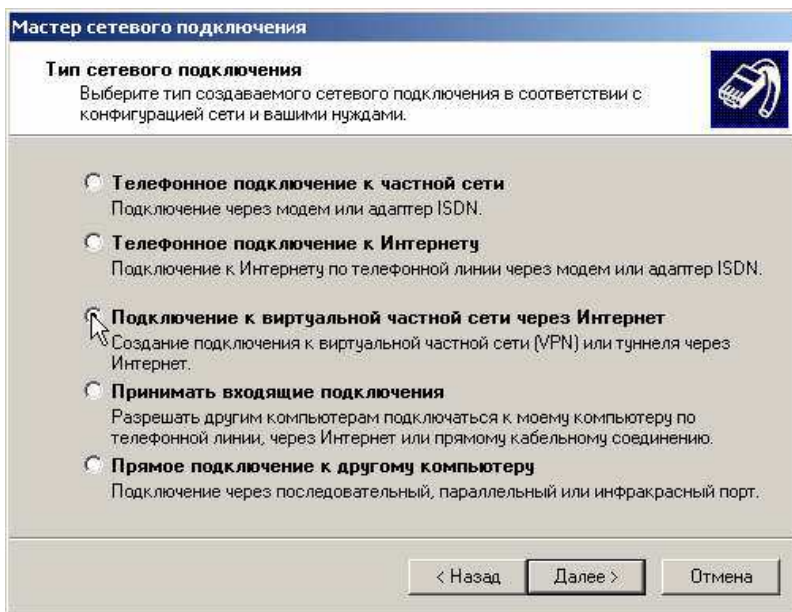 Мастер сетевого подключения
Тип сетевого подключения
Выберите тип создаваемого сетевого подключения в соответствии с
конфигурацией сети и вашими нуждами.
Телефонное подключение к частной сети
Подключение через модем или адаптер ISDN.
Телефонное подключение к Интернету
Подключение к Интернету по телефонной линии через модем или адаптер ISDN.
Подключение к виртуальной частной сети через Интернет
Создание подключения к виртуальной частной сети (VPN) или туннеля через
Интернет.
Принимать входящие подключения
Разрешать другим компьютерам подключаться к моему компьютеру по
телефонной линии, через Интернет или прямому кабельному соединению.
Прямое подключение к другому компьютеру
Подключение через последовательный, параллельный или инфракрасный порт.
< Назад Далее > Отмена